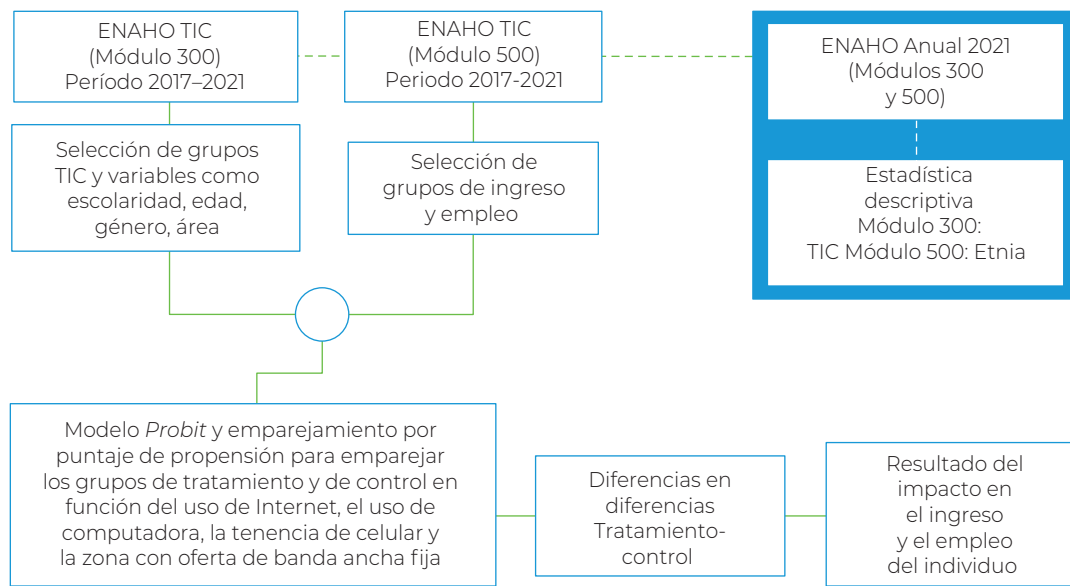 ENAHO TIC
(Módulo 300)
Período 2017–2021
ENAHO TIC
(Módulo 500)
Periodo 2017-2021
ENAHO Anual 2021
(Módulos 300
y 500)
Selección de grupos
TIC y variables como
escolaridad, edad,
género, área
Selección de
grupos de ingreso
y empleo
Estadística
descriptiva
Módulo 300:
TIC Módulo 500: Etnia
Modelo Probit y emparejamiento por
puntaje de propensión para emparejar
los grupos de tratamiento y de control en
función del uso de Internet, el uso de
computadora, la tenencia de celular y
la zona con oferta de banda ancha fija
Diferencias en
diferencias
Tratamiento-
control
Resultado del
impacto en
el ingreso
y el empleo
del individuo